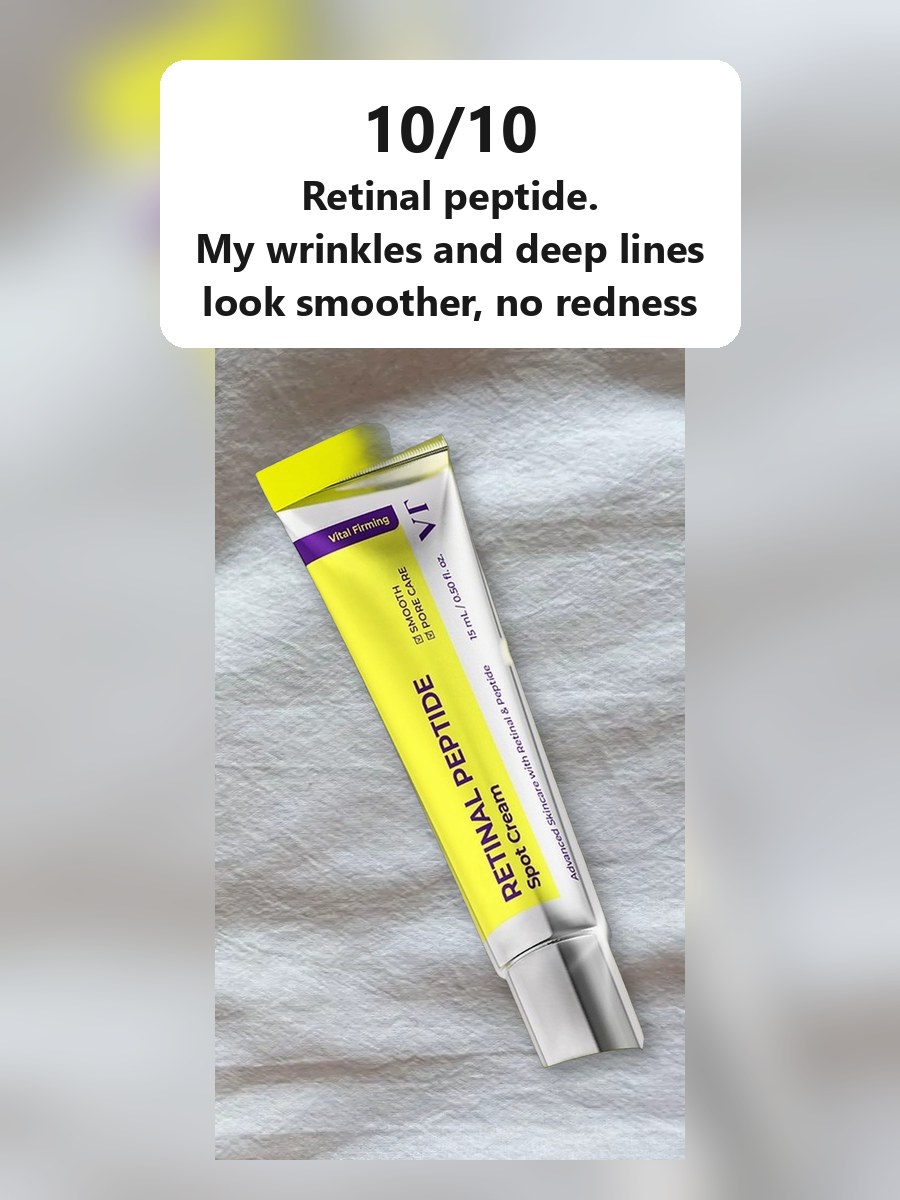 10/10
Retinal peptide.
My wrinkles and deep lines
look smoother, no redness
Vital Firming
VT
☑ SMOOTH
☑ PORE CARE
15 mL / 0.50 fl. oz.
RETINAL PEPTIDE
Spot Cream
Advanced Skincare with Retinal & Peptide